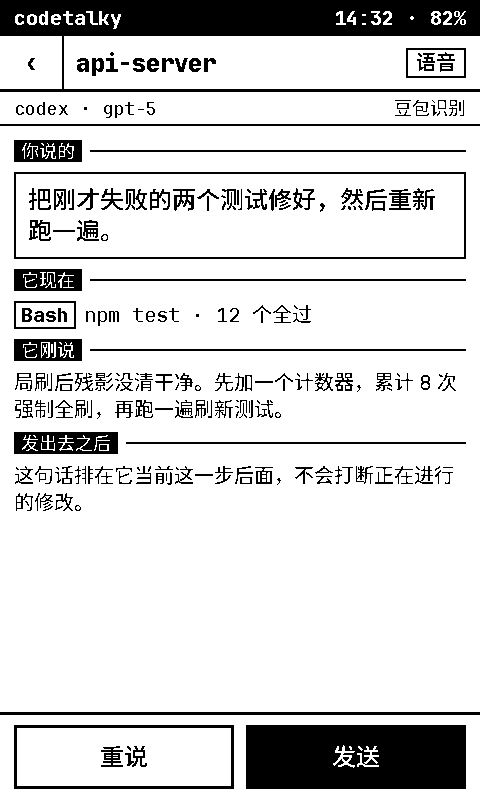 codetalky 14:32 · 82%
‹ api-server 语音
codex · gpt-5 豆包识别
你说的
把刚才失败的两个测试修好，然后重新
跑一遍。
它现在
Bash npm test · 12 个全过
它刚说
局刷后残影没清干净。先加一个计数器，累计 8 次
强制全刷，再跑一遍刷新测试。
发出去之后
这句话排在它当前这一步后面，不会打断正在进行
的修改。
重说 发送